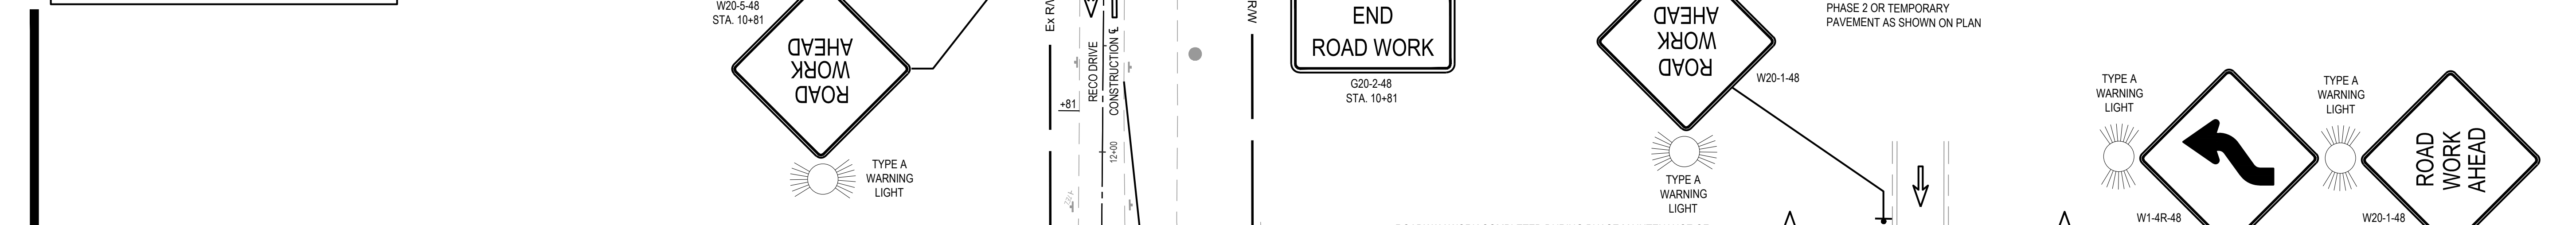 W20-5-48
STA. 10+81
ROAD
WORK
AHEAD
TYPE A
WARNING
LIGHT
Ex R/W
+81
RECO DRIVE
CONSTRUCTION ℄
12+00
R/W
END
ROAD WORK
G20-2-48
STA. 10+81
ROAD
WORK
AHEAD
W20-1-48
TYPE A
WARNING
LIGHT
PHASE 2 OR TEMPORARY
PAVEMENT AS SHOWN ON PLAN
TYPE A
WARNING
LIGHT
W1-4R-48
TYPE A
WARNING
LIGHT
ROAD
WORK
AHEAD
W20-1-48